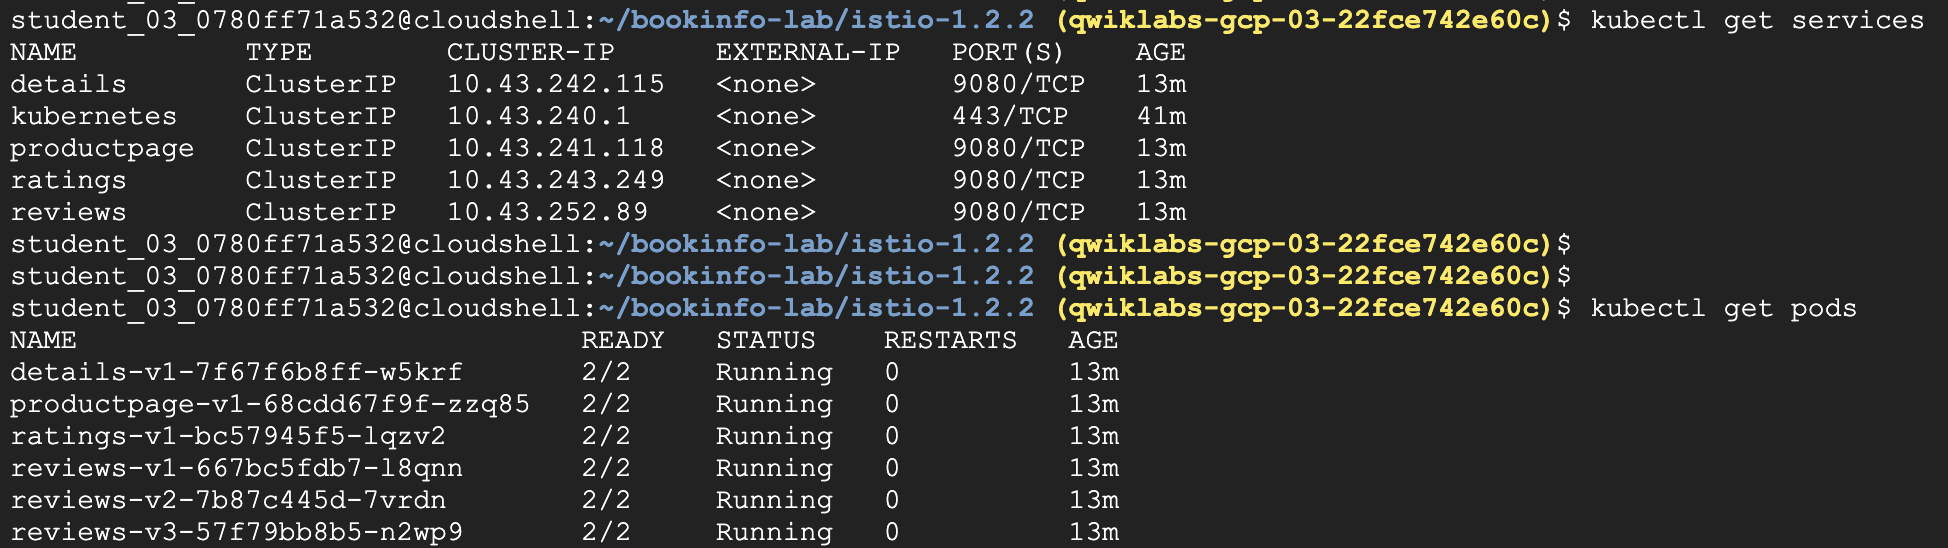 student_03_0780ff71a532@cloudshell:~/bookinfo-lab/istio-1.2.2 (qwiklabs-gcp-03-22fce742e60c)$ kubectl get services
NAME TYPE CLUSTER-IP EXTERNAL-IP PORT(S) AGE
details ClusterIP 10.43.242.115 <none> 9080/TCP 13m
kubernetes ClusterIP 10.43.240.1 <none> 443/TCP 41m
productpage ClusterIP 10.43.241.118 <none> 9080/TCP 13m
ratings ClusterIP 10.43.243.249 <none> 9080/TCP 13m
reviews ClusterIP 10.43.252.89 <none> 9080/TCP 13m
student_03_0780ff71a532@cloudshell:~/bookinfo-lab/istio-1.2.2 (qwiklabs-gcp-03-22fce742e60c)$
student_03_0780ff71a532@cloudshell:~/bookinfo-lab/istio-1.2.2 (qwiklabs-gcp-03-22fce742e60c)$
student_03_0780ff71a532@cloudshell:~/bookinfo-lab/istio-1.2.2 (qwiklabs-gcp-03-22fce742e60c)$ kubectl get pods
NAME READY STATUS RESTARTS AGE
details-v1-7f67f6b8ff-w5krf 2/2 Running 0 13m
productpage-v1-68cdd67f9f-zzq85 2/2 Running 0 13m
ratings-v1-bc57945f5-lqzv2 2/2 Running 0 13m
reviews-v1-667bc5fdb7-l8qnn 2/2 Running 0 13m
reviews-v2-7b87c445d-7vrdn 2/2 Running 0 13m
reviews-v3-57f79bb8b5-n2wp9 2/2 Running 0 13m